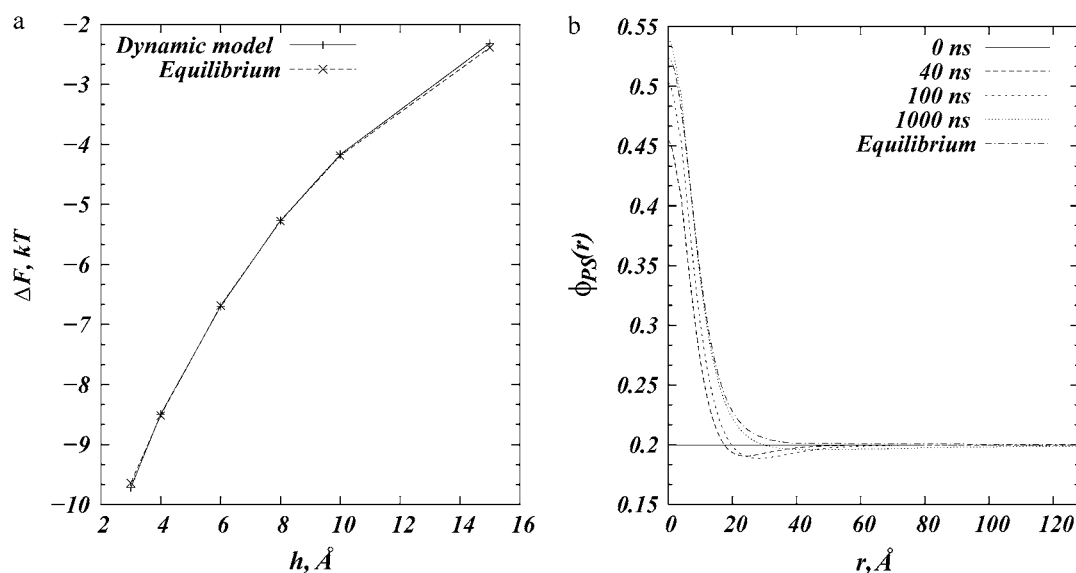 a
−2
−3
−4
−5
−6
−7
−8
−9
−10
ΔF, kT
Dynamic model
Equilibrium
2 4 6 8 10 12 14 16
h, Å
b
0.55
0.5
0.45
0.4
0.35
0.3
0.25
0.2
0.15
ϕPS(r)
0 ns
40 ns
100 ns
1000 ns
Equilibrium
0 20 40 60 80 100 120
r, Å